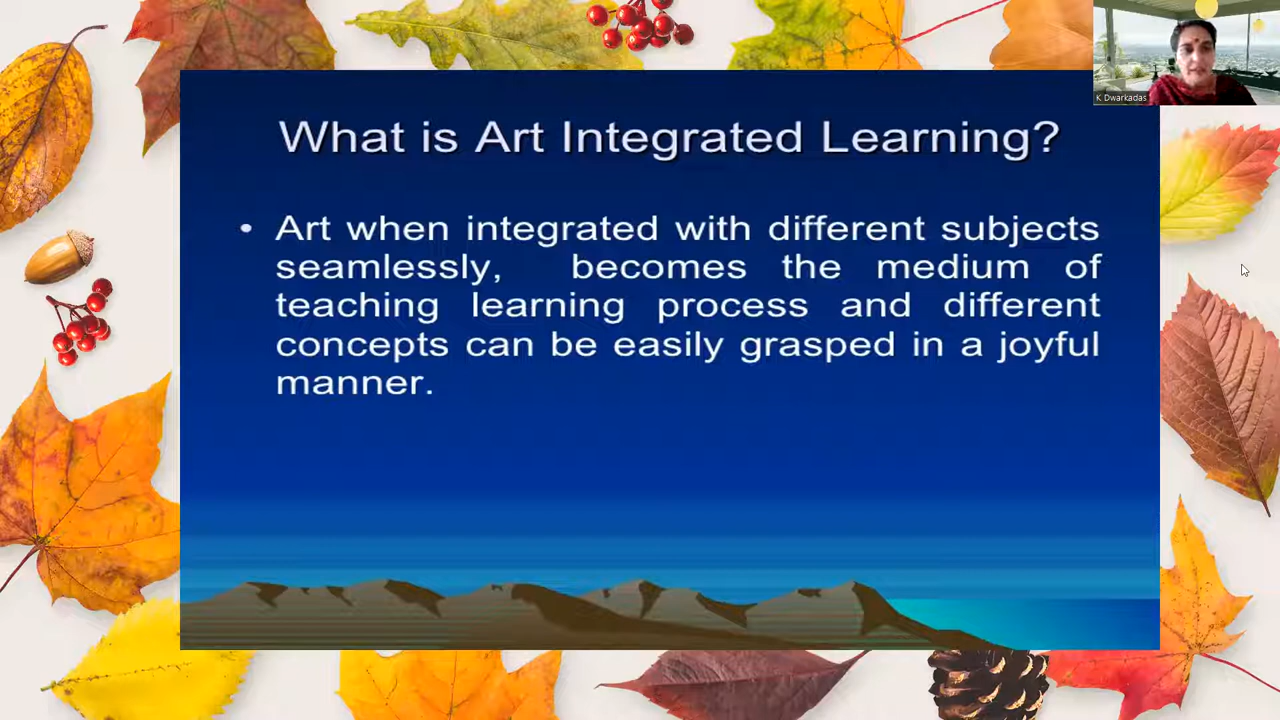 What is Art Integrated Learning?
• Art when integrated with different subjects
seamlessly, becomes the medium of
teaching learning process and different
concepts can be easily grasped in a joyful
manner.
K Dwarkadas